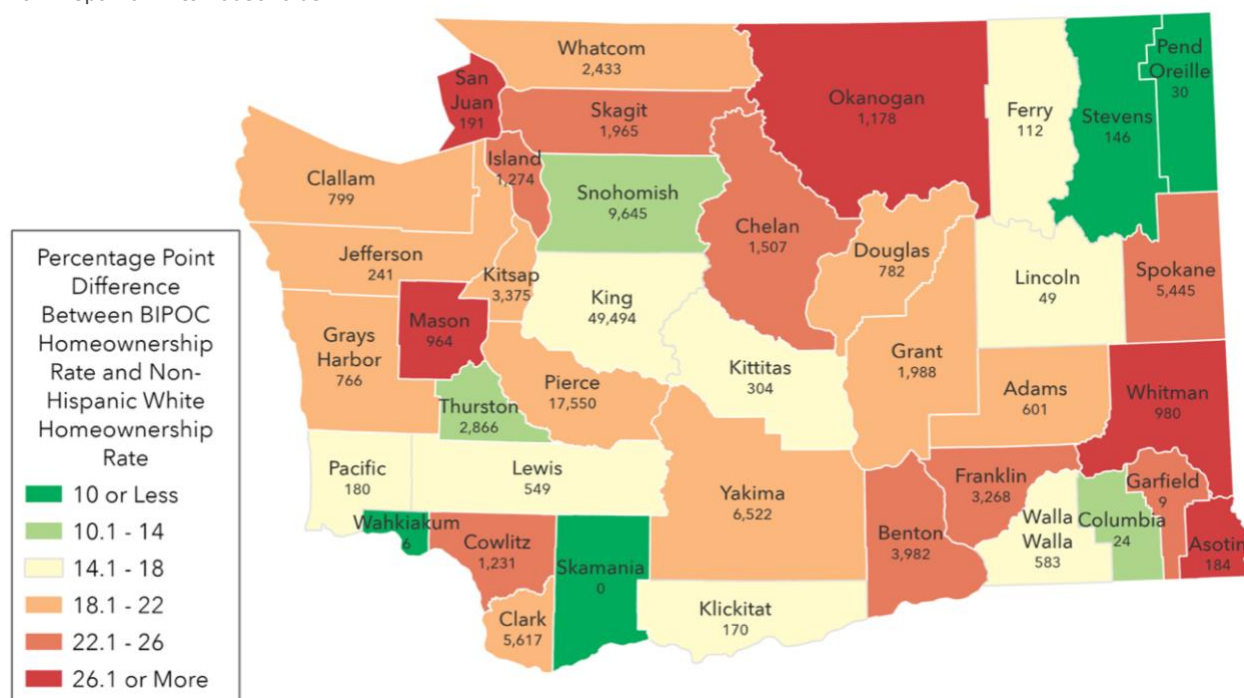 Whatcom
2,433
San
Juan
191
Skagit
1,965
Okanogan
1,178
Ferry
112
Stevens
146
Pend
Oreille
30
Island
1,274
Clallam
799
Snohomish
9,645
Chelan
1,507
Douglas
782
Jefferson
241
Kitsap
3,375
King
49,494
Lincoln
49
Spokane
5,445
Mason
964
Grays
Harbor
766
Kittitas
304
Grant
1,988
Pierce
17,550
Adams
601
Whitman
980
Thurston
2,866
Pacific
180
Lewis
549
Yakima
6,522
Franklin
3,268
Garfield
9
Benton
3,982
Walla
Walla
583
Columbia
24
Asotin
184
Wahkiakum
6
Cowlitz
1,231
Skamania
0
Clark
5,617
Klickitat
170
Percentage Point
Difference
Between BIPOC
Homeownership
Rate and Non-
Hispanic White
Homeownership
Rate
10 or Less
10.1 - 14
14.1 - 18
18.1 - 22
22.1 - 26
26.1 or More